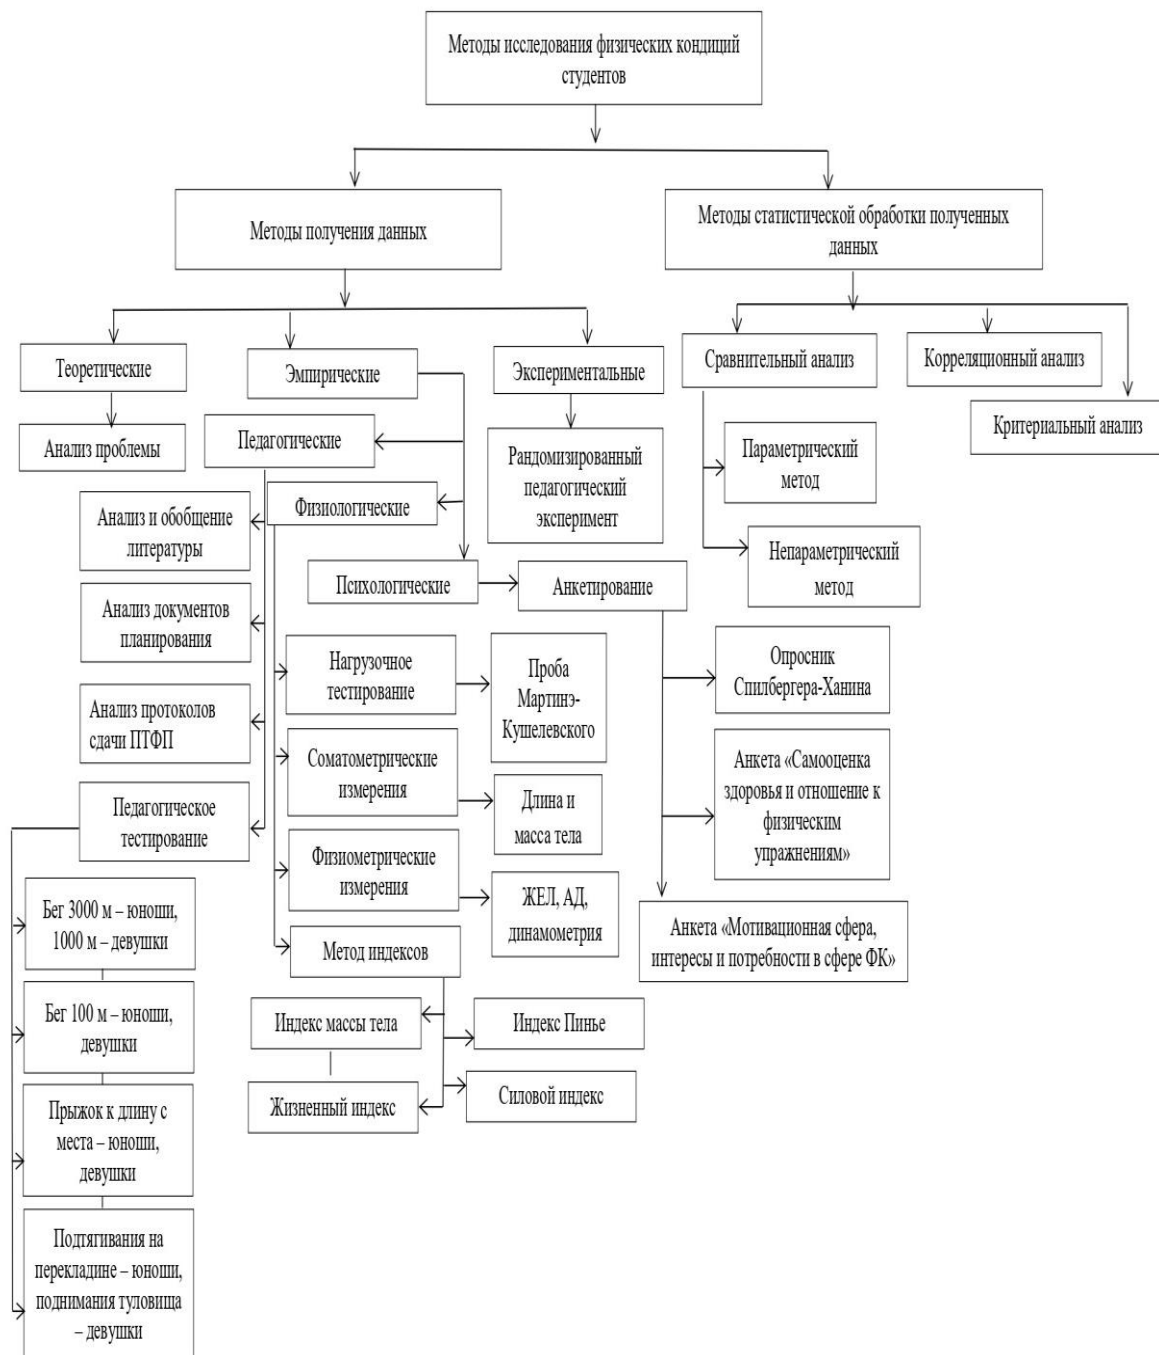 Методы исследования физических кондиций
студентов
Методы получения данных
Методы статистической обработки полученных
данных
Теоретические
Эмпирические
Экспериментальные
Сравнительный анализ
Корреляционный анализ
Анализ проблемы
Педагогические
Рандомизированный
педагогический
эксперимент
Критериальный анализ
Параметрический
метод
Физиологические
Анализ и обобщение
литературы
Непараметрический
метод
Психологические
Анкетирование
Анализ документов
планирования
Нагрузочное
тестирование
Проба
Мартинэ-
Кушелевского
Опросник
Спилбергера-Ханина
Анализ протоколов
сдачи ПТФП
Соматометрические
измерения
Длина и
масса тела
Анкета «Самооценка
здоровья и отношение к
физическим
упражнениям»
Педагогическое
тестирование
Физиометрические
измерения
ЖЕЛ, АД,
динамометрия
Бег 3000 м – юноши,
1000 м – девушки
Метод индексов
Анкета «Мотивационная сфера,
интересы и потребности в сфере ФК»
Бег 100 м – юноши,
девушки
Индекс массы тела
Индекс Пинье
Жизненный индекс
Силовой индекс
Прыжок к длину с
места – юноши,
девушки
Подтягивания на
перекладине – юноши,
поднимания туловища
– девушки